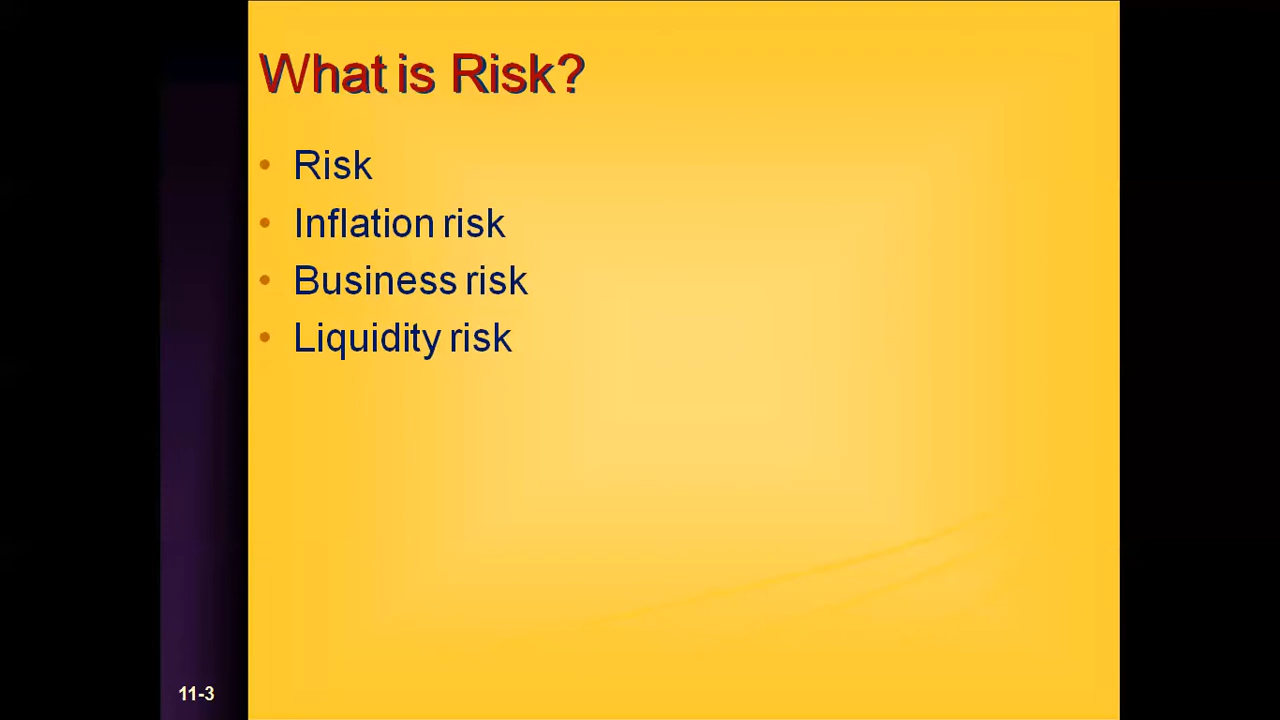 What is Risk?
• Risk
• Inflation risk
• Business risk
• Liquidity risk
11-3